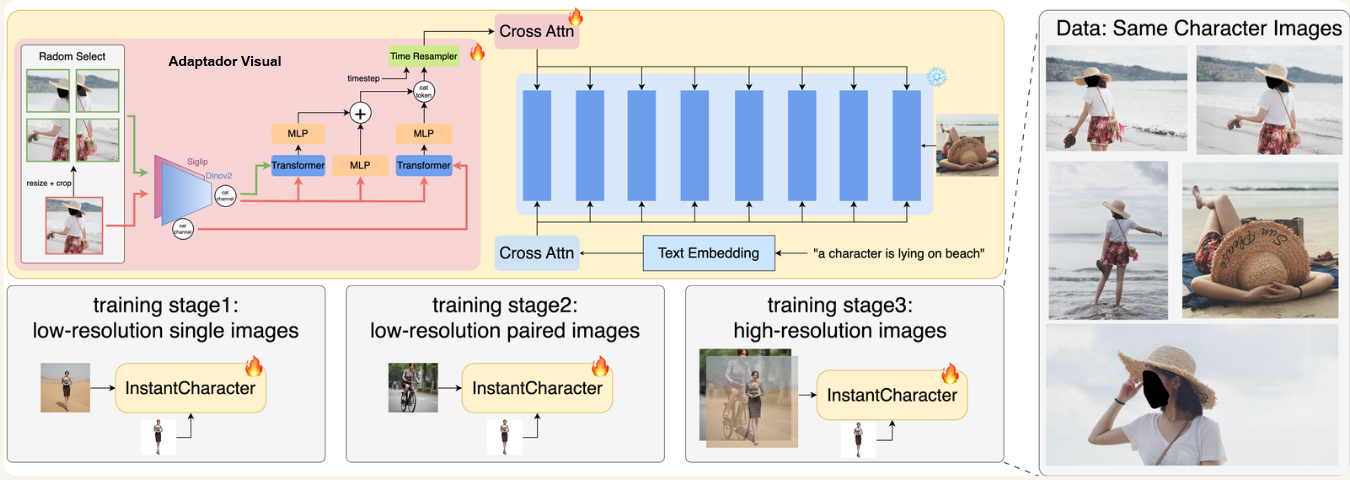 Radom Select
resize + crop
Adaptador Visual
Siglip
Dinov2
cat
channel
cat
channel
Transformer
MLP
MLP
+
Transformer
MLP
cat
token
timestep
Time Resampler
Cross Attn
Cross Attn
Text Embedding
"a character is lying on beach"
training stage1:
low-resolution single images
InstantCharacter
training stage2:
low-resolution paired images
InstantCharacter
training stage3:
high-resolution images
InstantCharacter
Data: Same Character Images